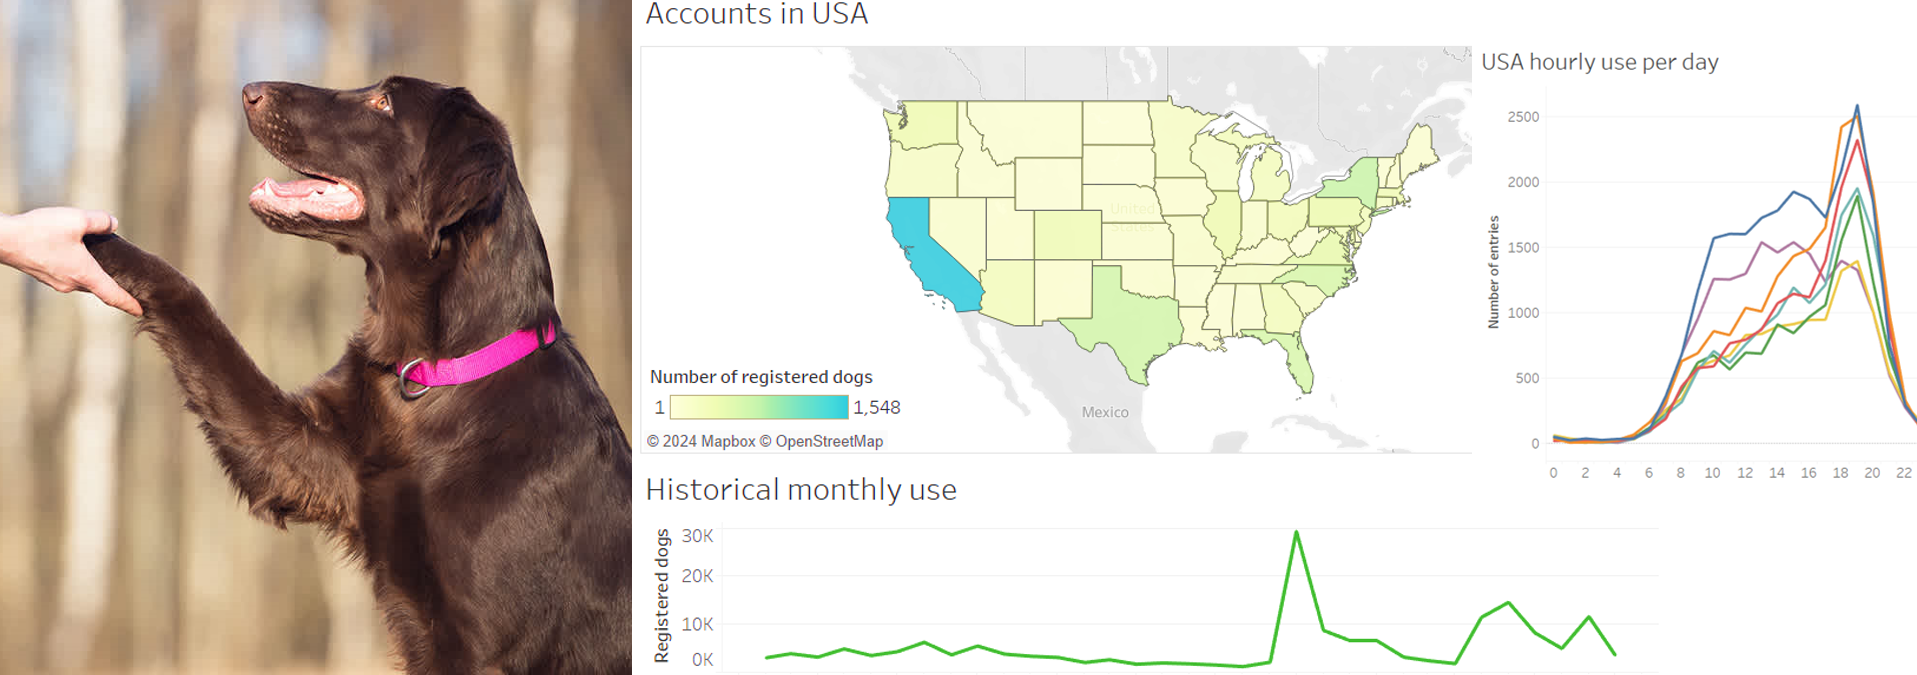 Accounts in USA
United
States
Mexico
Number of registered dogs
1
1,548
© 2024 Mapbox © OpenStreetMap
USA hourly use per day
Number of entries
2500
2000
1500
1000
500
0
0 2 4 6 8 10 12 14 16 18 20 22
Historical monthly use
Registered dogs
30K
20K
10K
0K